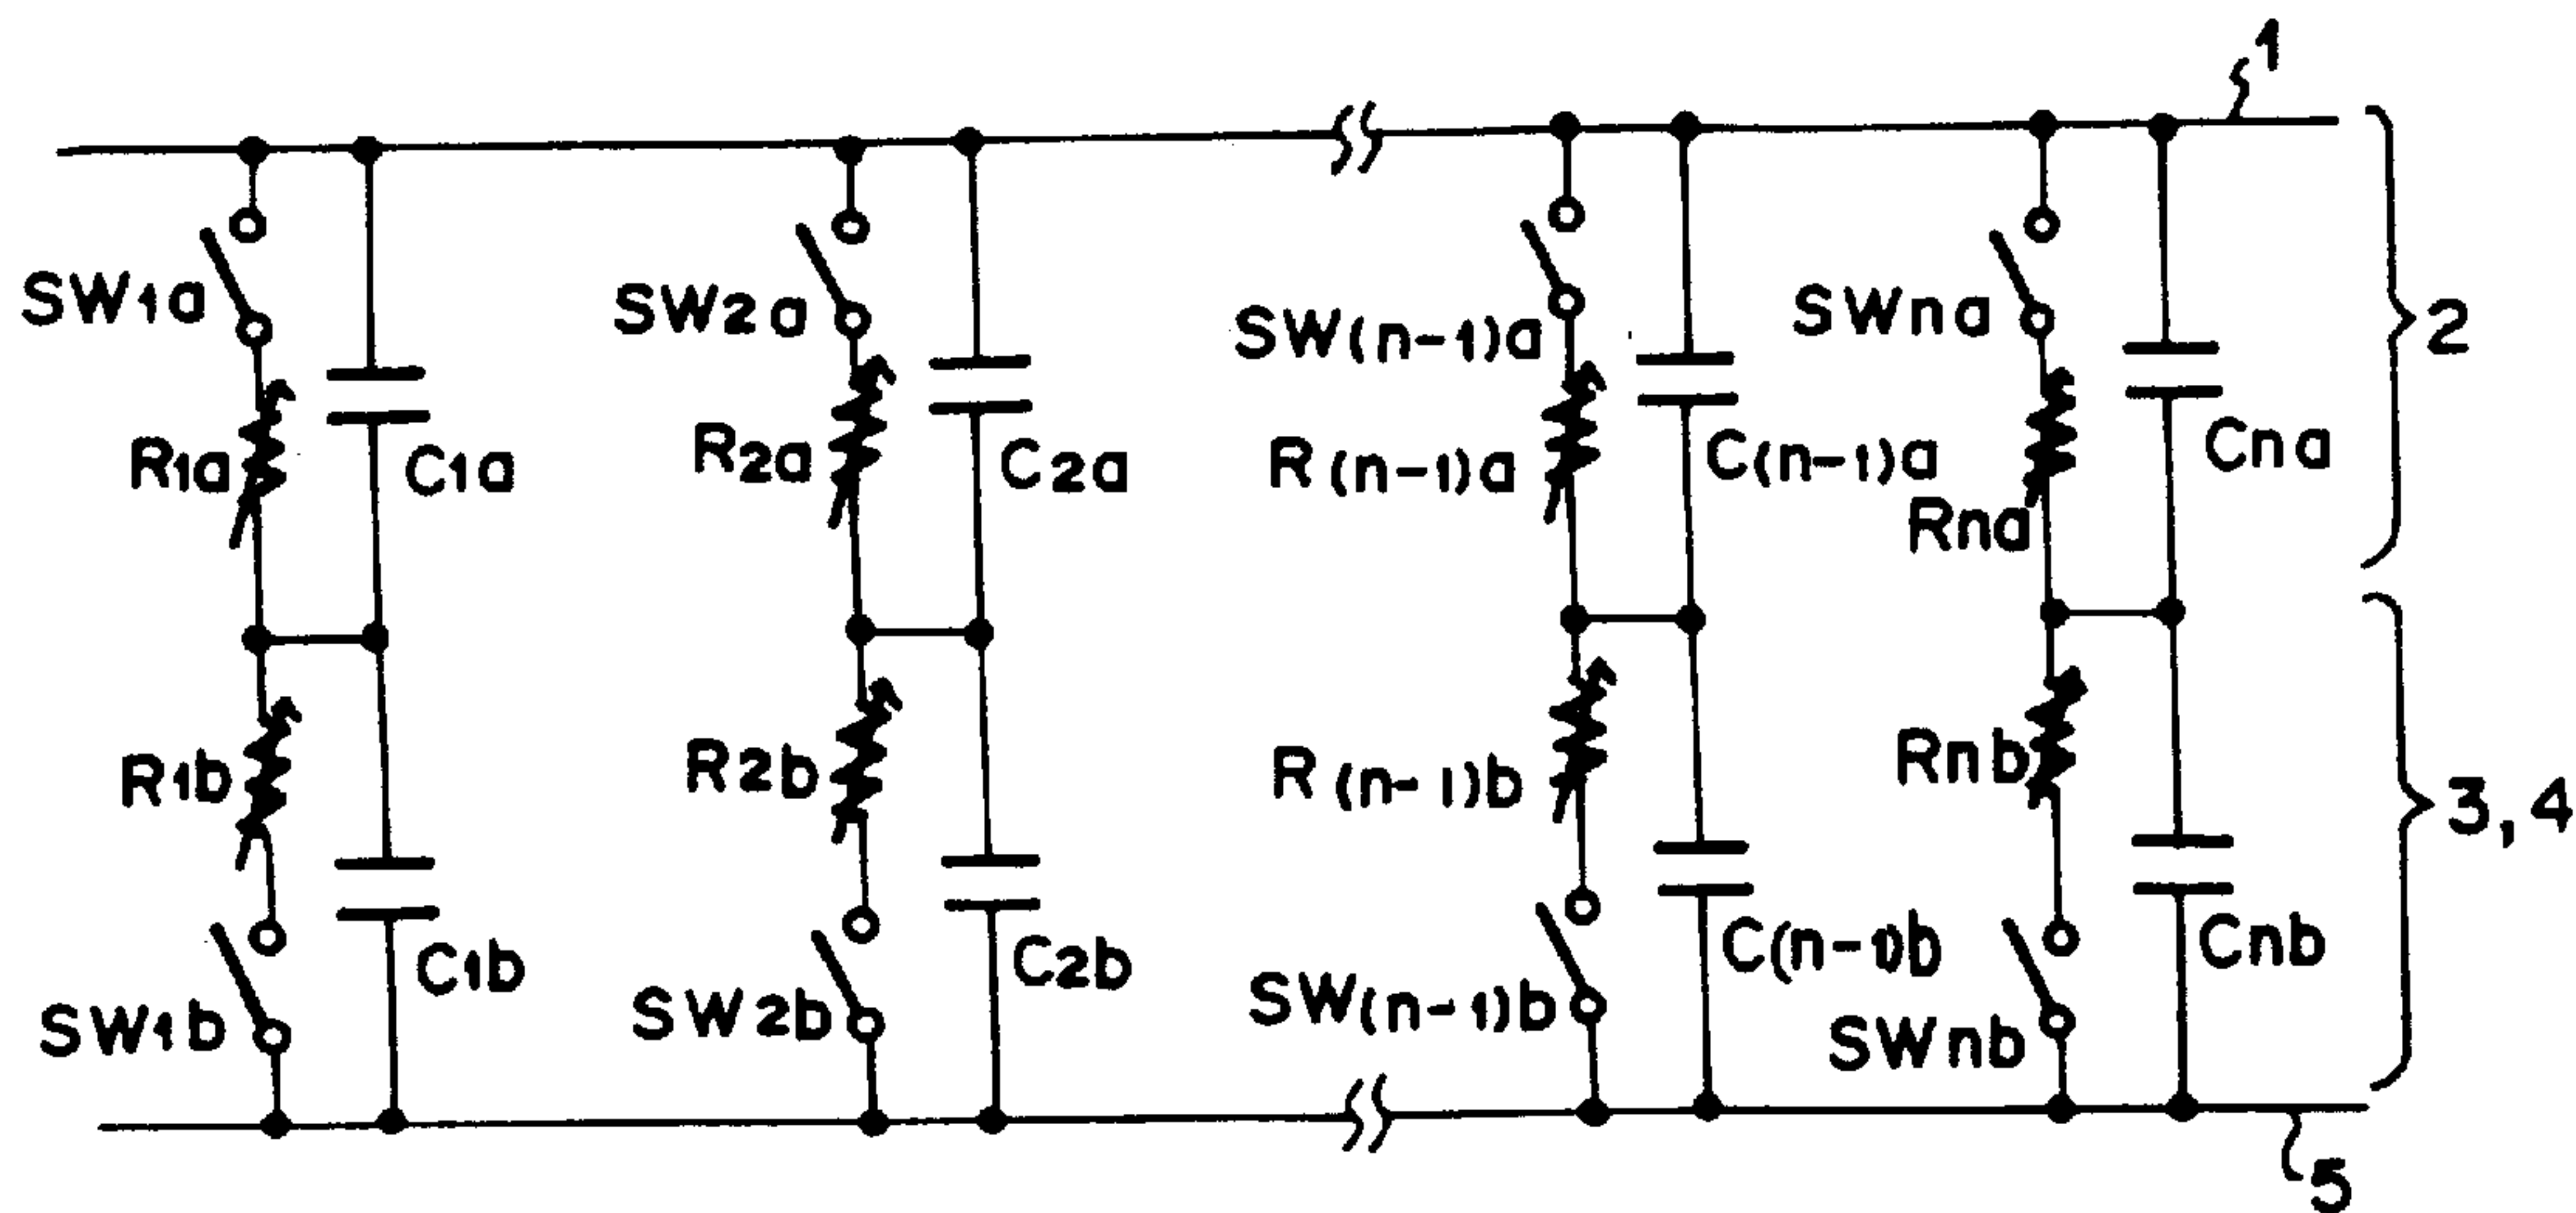 1
SW1a
SW2a
SW(n-1)a
SWna
2
R1a
C1a
R2a
C2a
R(n-1)a
C(n-1)a
Rna
Cna
R1b
R2b
R(n-1)b
Rnb
3,4
C1b
C2b
C(n-1)b
Cnb
SW1b
SW2b
SW(n-1)b
SWnb
5